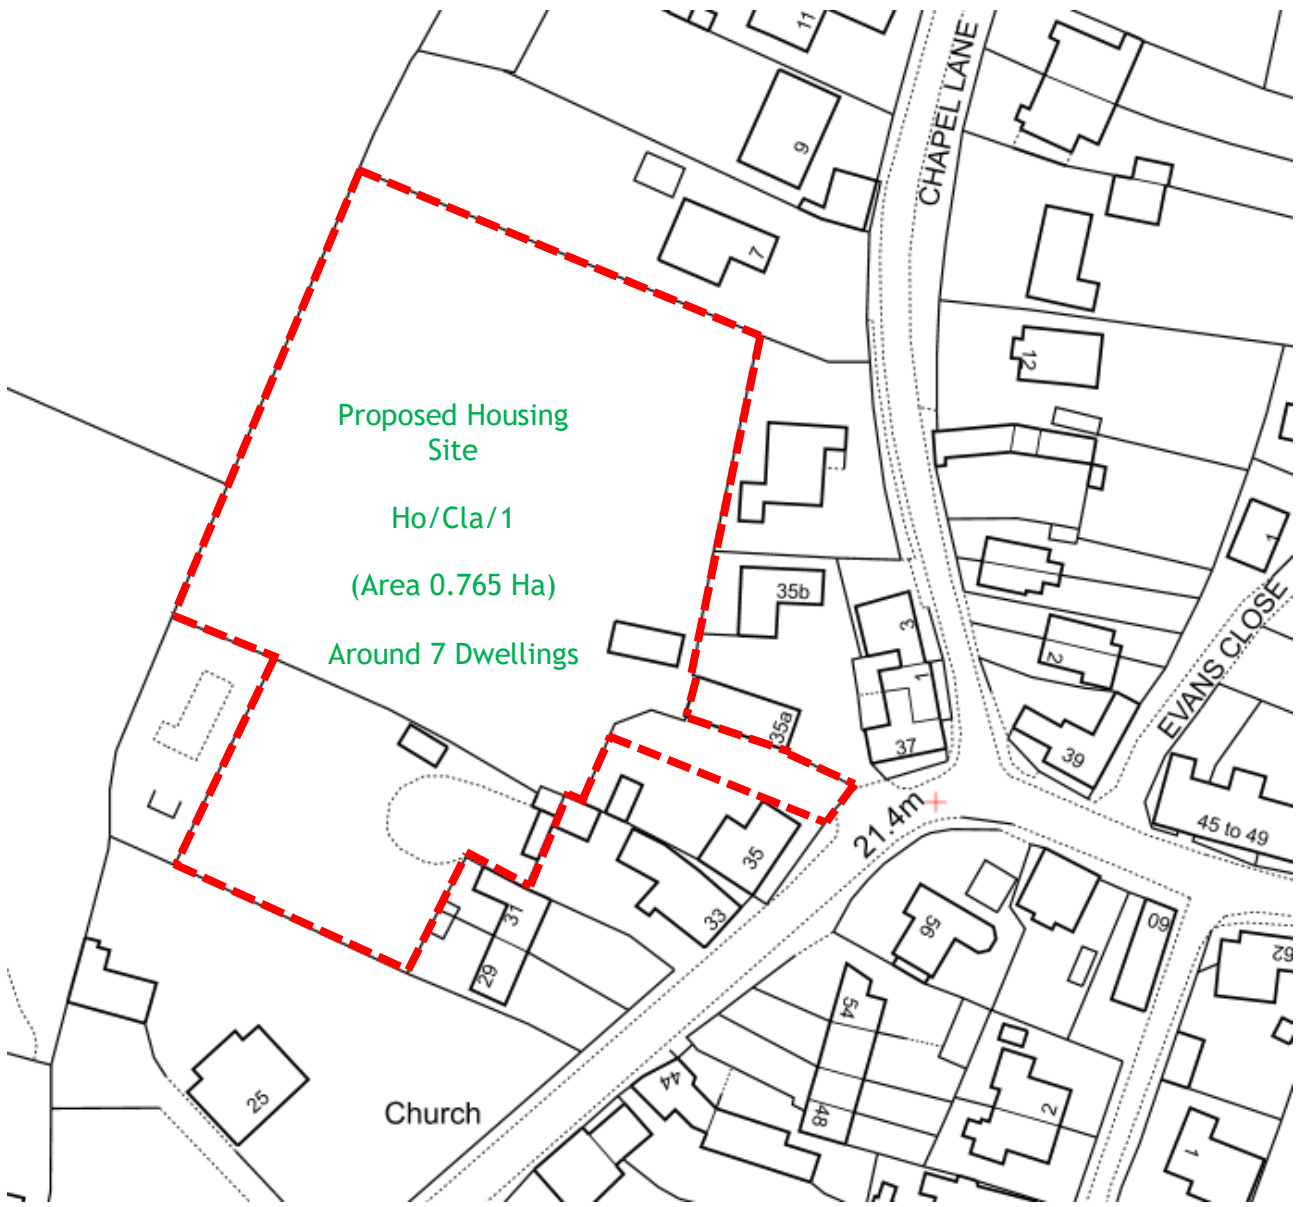 11
CHAPEL LANE
9
7
12
Proposed Housing
Site
Ho/Cla/1
(Area 0.765 Ha)
Around 7 Dwellings
35b
3
1
2
1
EVANS CLOSE
35a
37
39
21.4m
45 to 49
35
33
31
29
56
60
62
54
48
44
2
1
25
Church